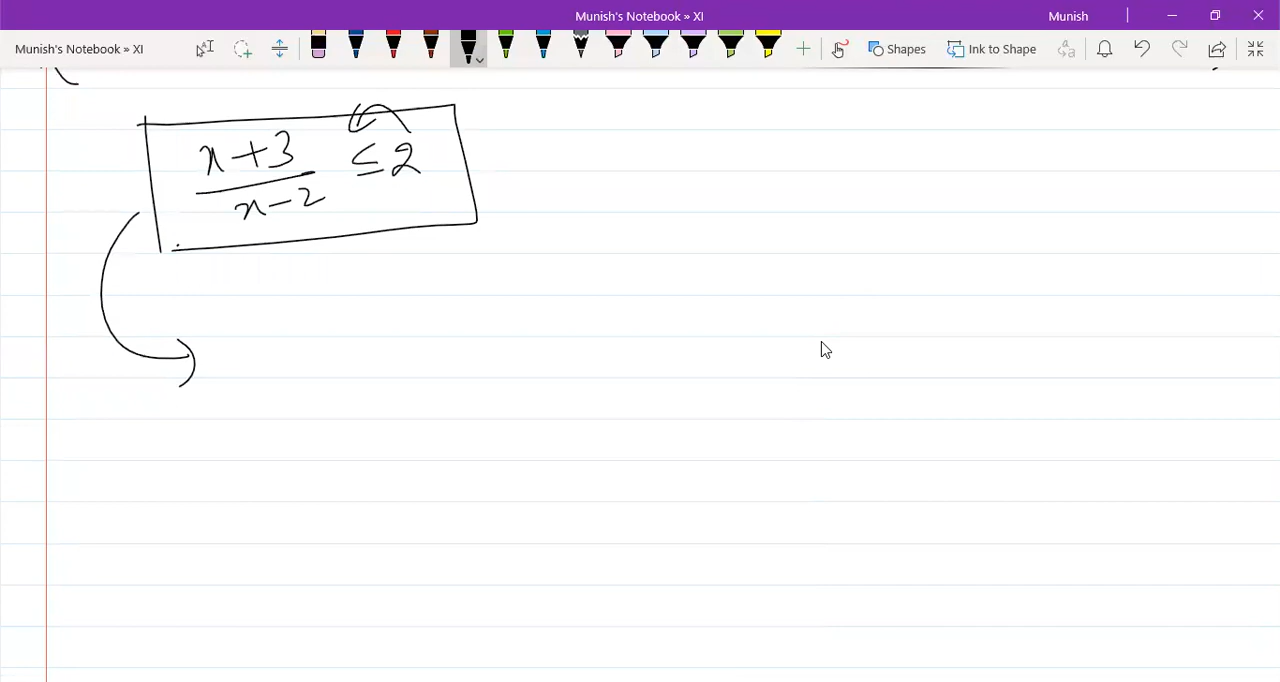 Munish's Notebook » XI
Munish
Munish's Notebook » XI
Shapes
Ink to Shape
x+3
≤ 2
x-2